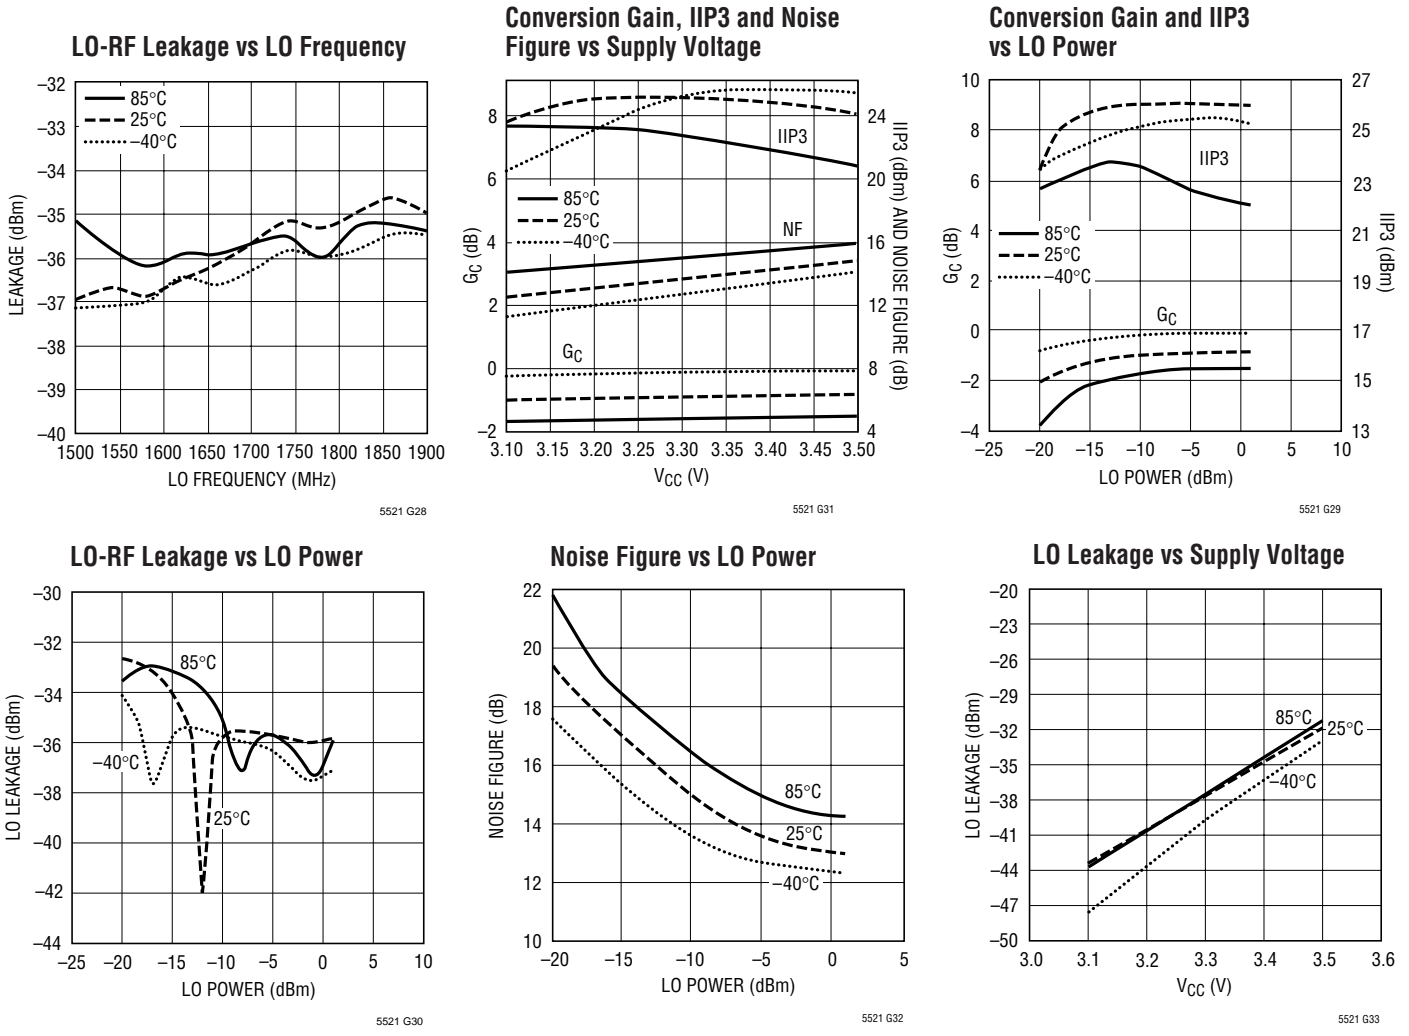 LO-RF Leakage vs LO Frequency
–32
–33
–34
–35
–36
–37
–38
–39
–40
LEAKAGE (dBm)
85°C
25°C
–40°C
1500 1550 1600 1650 1700 1750 1800 1850 1900
LO FREQUENCY (MHz)
5521 G28
Conversion Gain, IIP3 and Noise
Figure vs Supply Voltage
8
6
4
2
0
–2
GC (dB)
24
20
16
12
8
4
IIP3 (dBm) AND NOISE FIGURE (dB)
IIP3
85°C
25°C
–40°C
NF
GC
3.10 3.15 3.20 3.25 3.30 3.35 3.40 3.45 3.50
VCC (V)
5521 G31
Conversion Gain and IIP3
vs LO Power
10
8
6
4
2
0
–2
–4
GC (dB)
27
25
23
21
19
17
15
13
IIP3 (dBm)
IIP3
85°C
25°C
–40°C
GC
–25 –20 –15 –10 –5 0 5 10
LO POWER (dBm)
5521 G29
LO-RF Leakage vs LO Power
–30
–32
–34
–36
–38
–40
–42
–44
LO LEAKAGE (dBm)
85°C
–40°C
25°C
–25 –20 –15 –10 –5 0 5 10
LO POWER (dBm)
5521 G30
Noise Figure vs LO Power
22
20
18
16
14
12
10
NOISE FIGURE (dB)
85°C
25°C
–40°C
–20 –15 –10 –5 0 5
LO POWER (dBm)
5521 G32
LO Leakage vs Supply Voltage
–20
–23
–26
–29
–32
–35
–38
–41
–44
–47
–50
LO LEAKAGE (dBm)
85°C
25°C
–40°C
3.0 3.1 3.2 3.3 3.4 3.5 3.6
VCC (V)
5521 G33